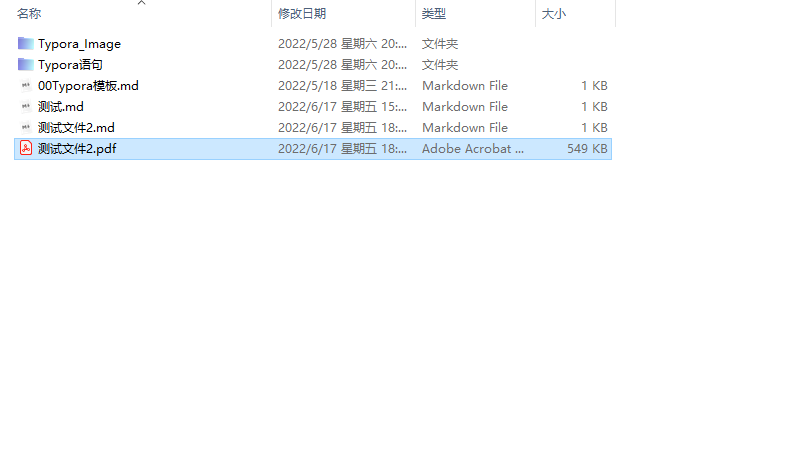 名称 修改日期 类型 大小
Typora_Image 2022/5/28 星期六 20:... 文件夹
Typora语句 2022/5/28 星期六 20:... 文件夹
00Typora模板.md 2022/5/18 星期三 21:... Markdown File 1 KB
测试.md 2022/6/17 星期五 15:... Markdown File 1 KB
测试文件2.md 2022/6/17 星期五 18:... Markdown File 1 KB
测试文件2.pdf 2022/6/17 星期五 18:... Adobe Acrobat ... 549 KB